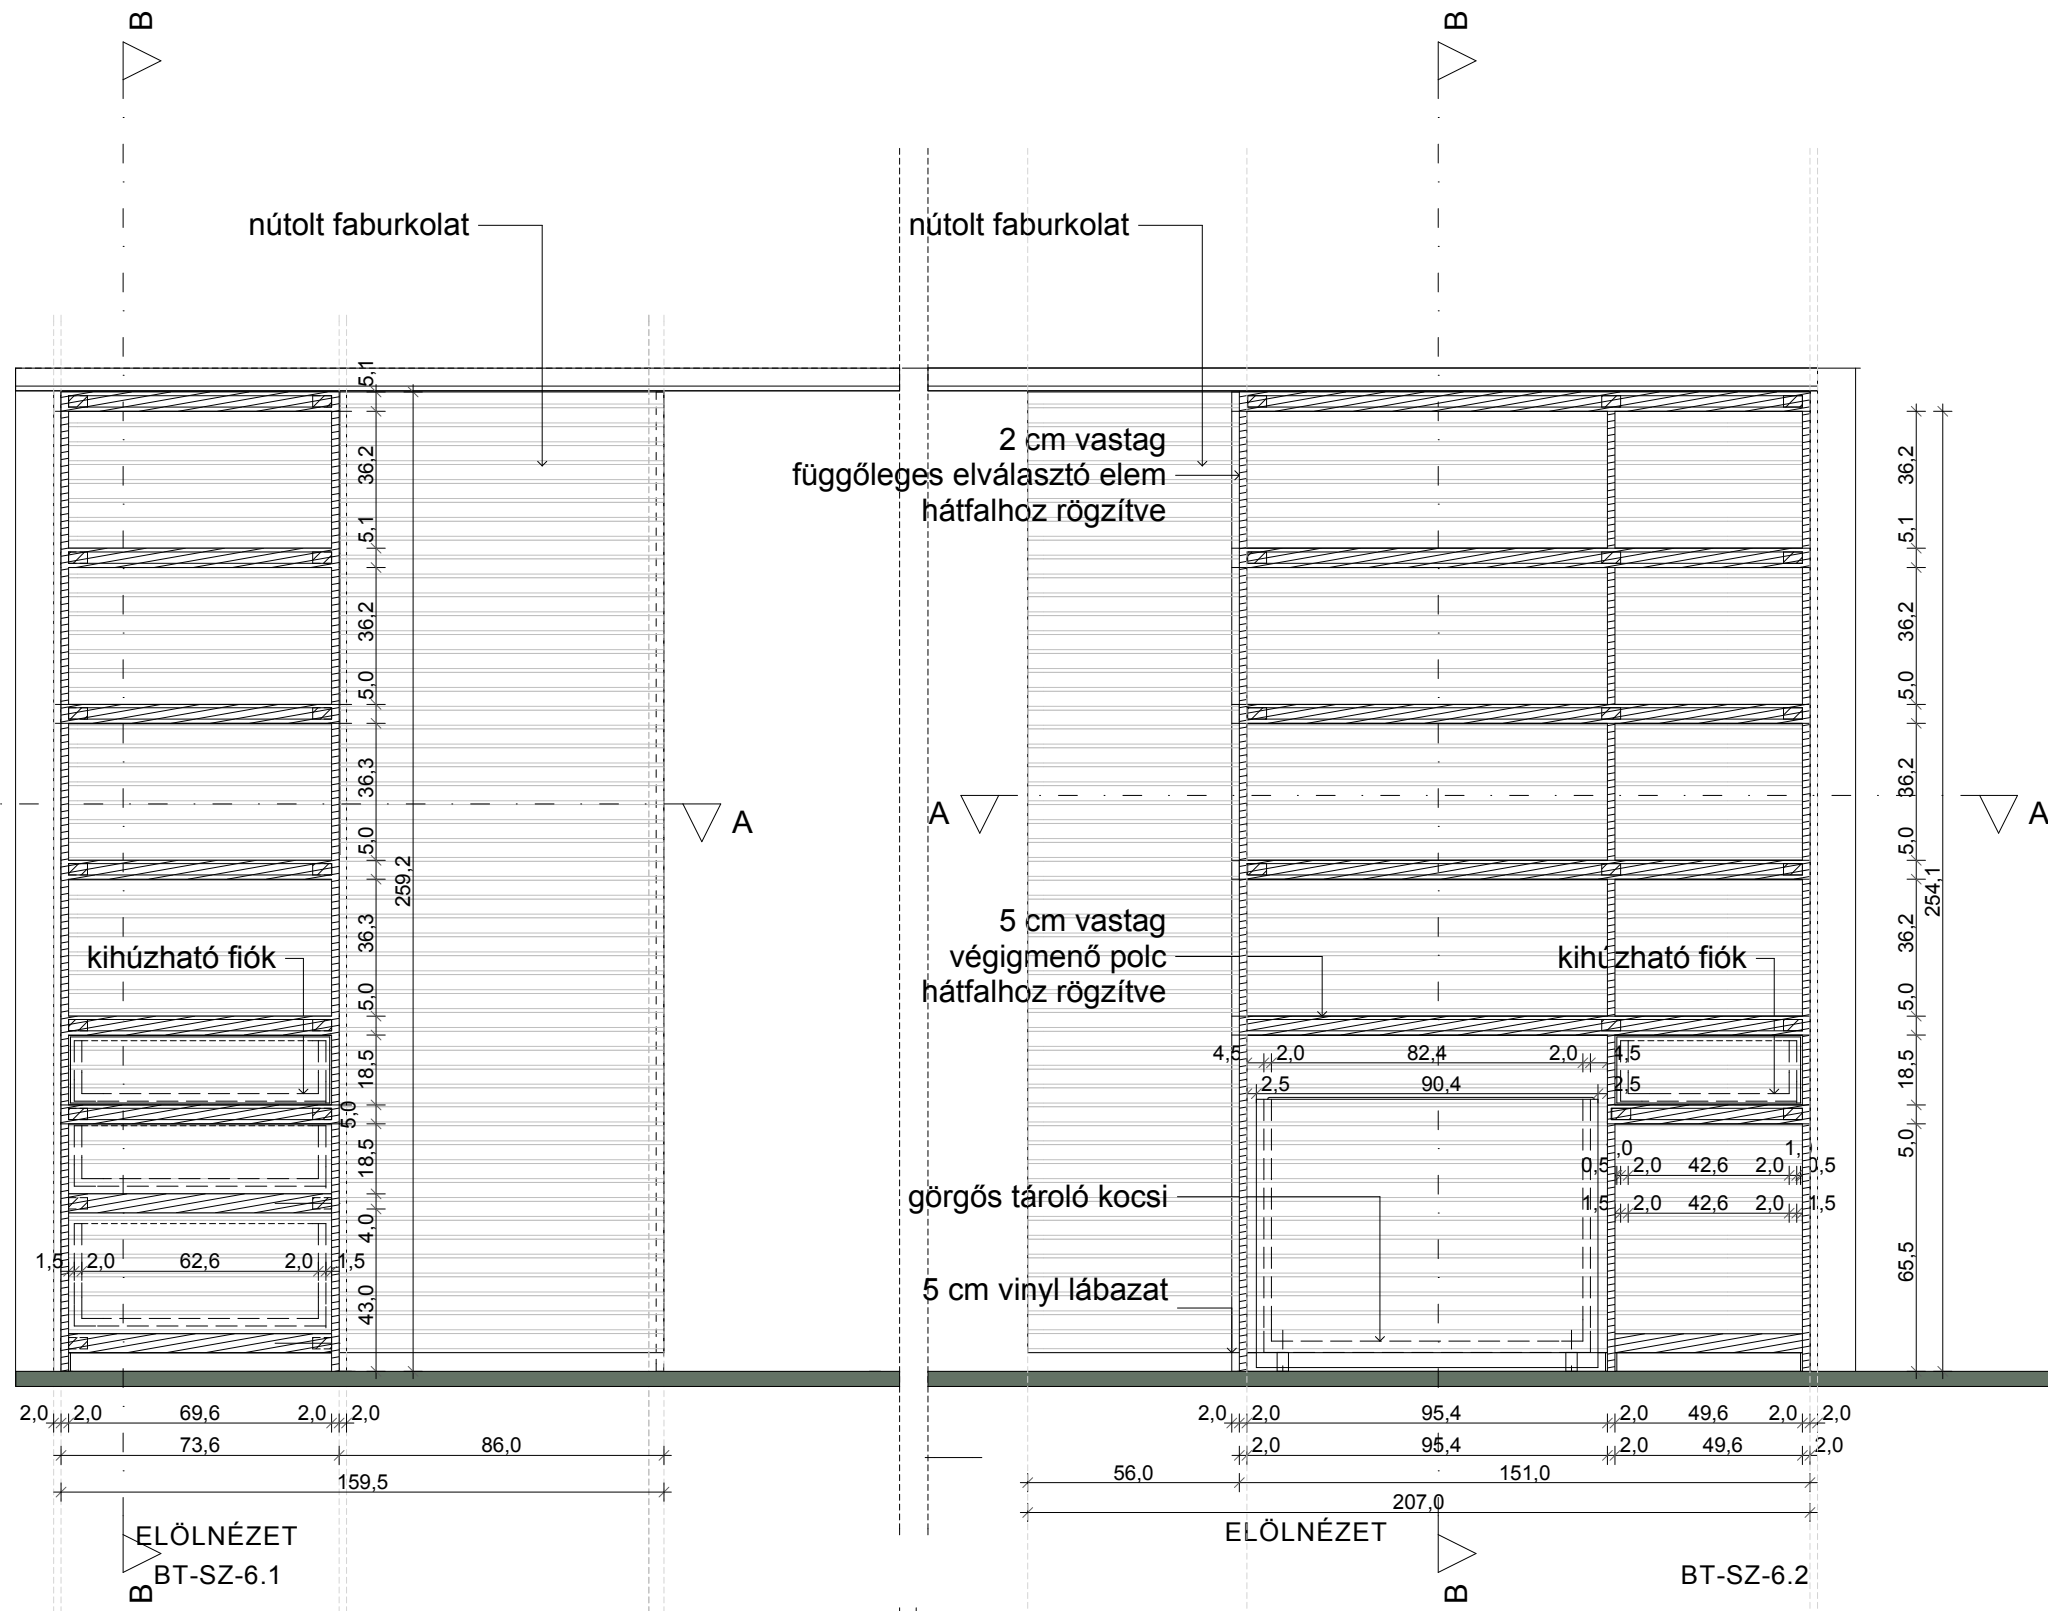 B
B
nútolt faburkolat
nútolt faburkolat
2 cm vastag
függőleges elválasztó elem
hátfalhoz rögzítve
5,1
36,2
5,1
36,2
5,0
36,3
5,0
36,3
5,0
18,5
5,0
18,5
4,0
43,0
259,2
A
A
A
kihúzható fiók
5 cm vastag
végigmenő polc
hátfalhoz rögzítve
kihúzható fiók
36,2
5,1
36,2
5,0
36,2
5,0
36,2
5,0
18,5
5,0
65,5
254,1
4,5 2,0 82,4 2,0 4,5
2,5 90,4 2,5
0,5 ,0 2,0 42,6 2,0 1, 0,5
1,5 2,0 42,6 2,0 1,5
görgős tároló kocsi
5 cm vinyl lábazat
1,5 2,0 62,6 2,0 1,5
2,0 2,0 69,6 2,0 2,0
73,6 86,0
159,5
2,0 2,0 95,4 2,0 49,6 2,0 2,0
2,0 95,4 2,0 49,6 2,0
56,0 151,0
207,0
ELÖLNÉZET
BT-SZ-6.1
B
ELÖLNÉZET
BT-SZ-6.2
B